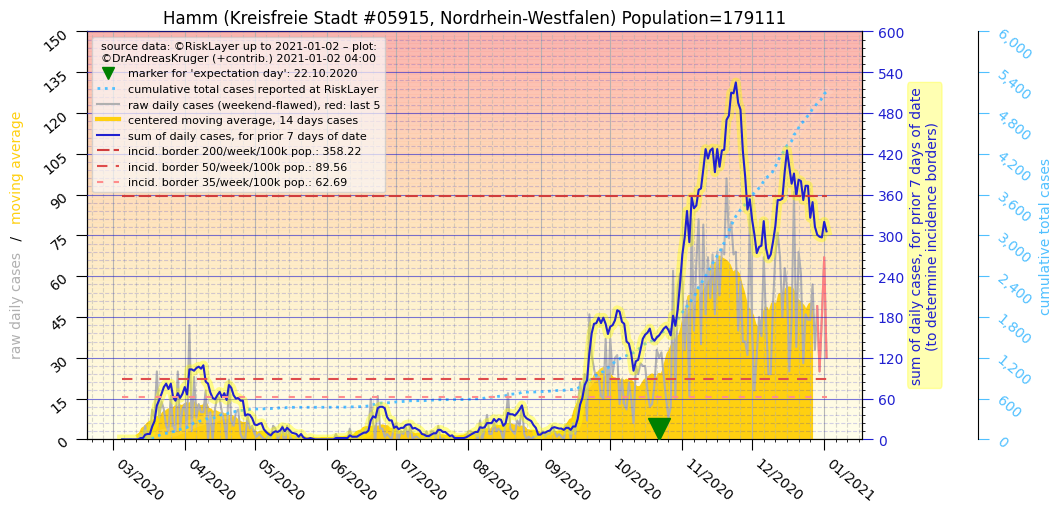 Hamm (Kreisfreie Stadt #05915, Nordrhein-Westfalen) Population=179111
source data: ©RiskLayer up to 2021-01-02 – plot:
©DrAndreasKruger (+contrib.) 2021-01-02 04:00
marker for 'expectation day': 22.10.2020
cumulative total cases reported at RiskLayer
raw daily cases (weekend-flawed), red: last 5
centered moving average, 14 days cases
sum of daily cases, for prior 7 days of date
incid. border 200/week/100k pop.: 358.22
incid. border 50/week/100k pop.: 89.56
incid. border 35/week/100k pop.: 62.69
raw daily cases / moving average
150
135
120
105
90
75
60
45
30
15
0
03/2020
04/2020
05/2020
06/2020
07/2020
08/2020
09/2020
10/2020
11/2020
12/2020
01/2021
600
540
480
420
360
300
240
180
120
60
0
sum of daily cases, for prior 7 days of date
(to determine incidence borders)
6,000
5,400
4,800
4,200
3,600
3,000
2,400
1,800
1,200
600
0
cumulative total cases